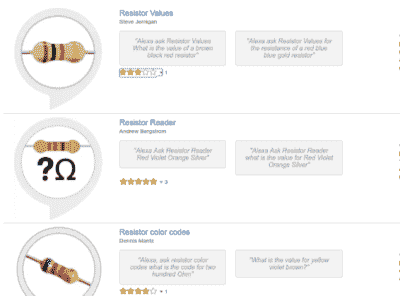 Resistor Values
Steve Jernigan
"Alexa ask Resistor Values
What is the value of a brown
black red resistor"
"Alexa ask Resistor Values for
the resistance of a red blue
blue gold resistor"
1
Resistor Reader
Andrew Bergstrom
"Alexa Ask Resistor Reader
Red Violet Orange Silver"
"Alexa Ask Resistor Reader
what is the value for Red Violet
Orange Silver"
?Ω
3
Resistor color codes
Dennis
"Alexa, ask resistor color
codes what is the code for two
hundred Ohm"
"What is the value for yellow
violet brown?"
1